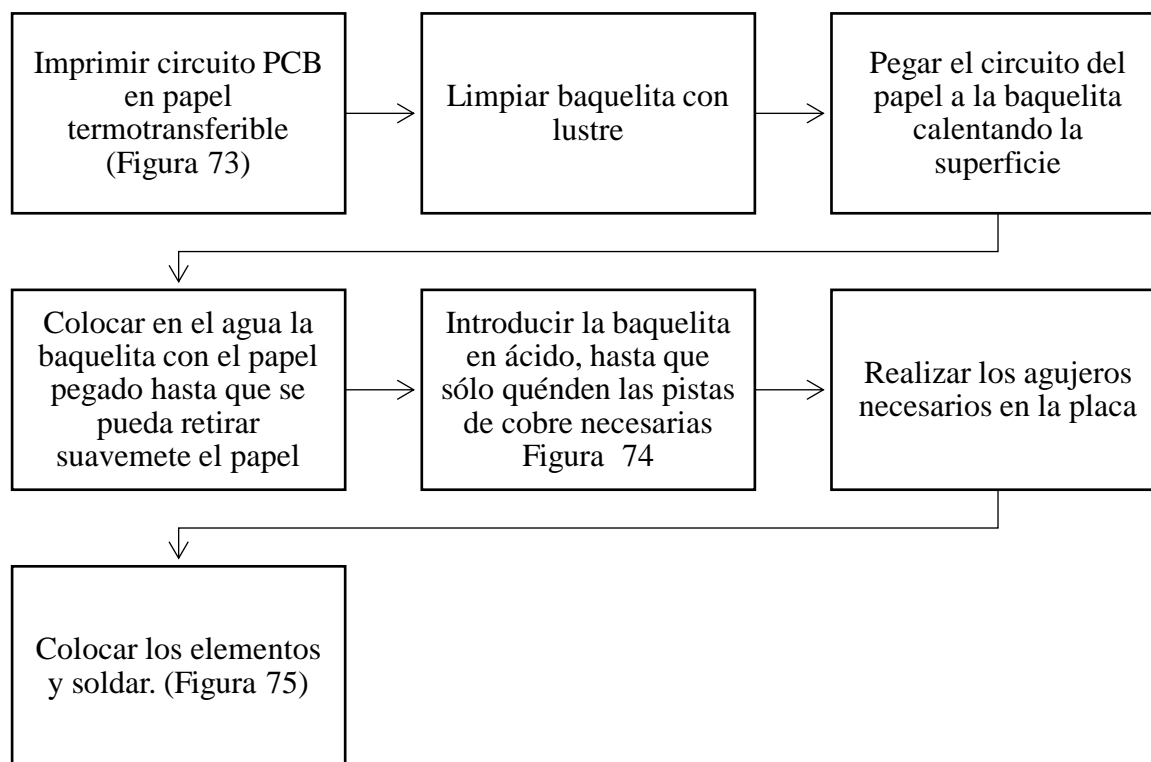 Imprimir circuito PCB
en papel
termotransferible
(Figura 73)
Limpiar baquelita con
lustre
Pegar el circuito del
papel a la baquelita
calentando la
superficie
Colocar en el agua la
baquelita con el papel
pegado hasta que se
pueda retirar
suavemete el papel
Introducir la baquelita
en ácido, hasta que
sólo quénden las pistas
de cobre necesarias
Figura 74
Realizar los agujeros
necesarios en la placa
Colocar los elementos
y soldar. (Figura 75)